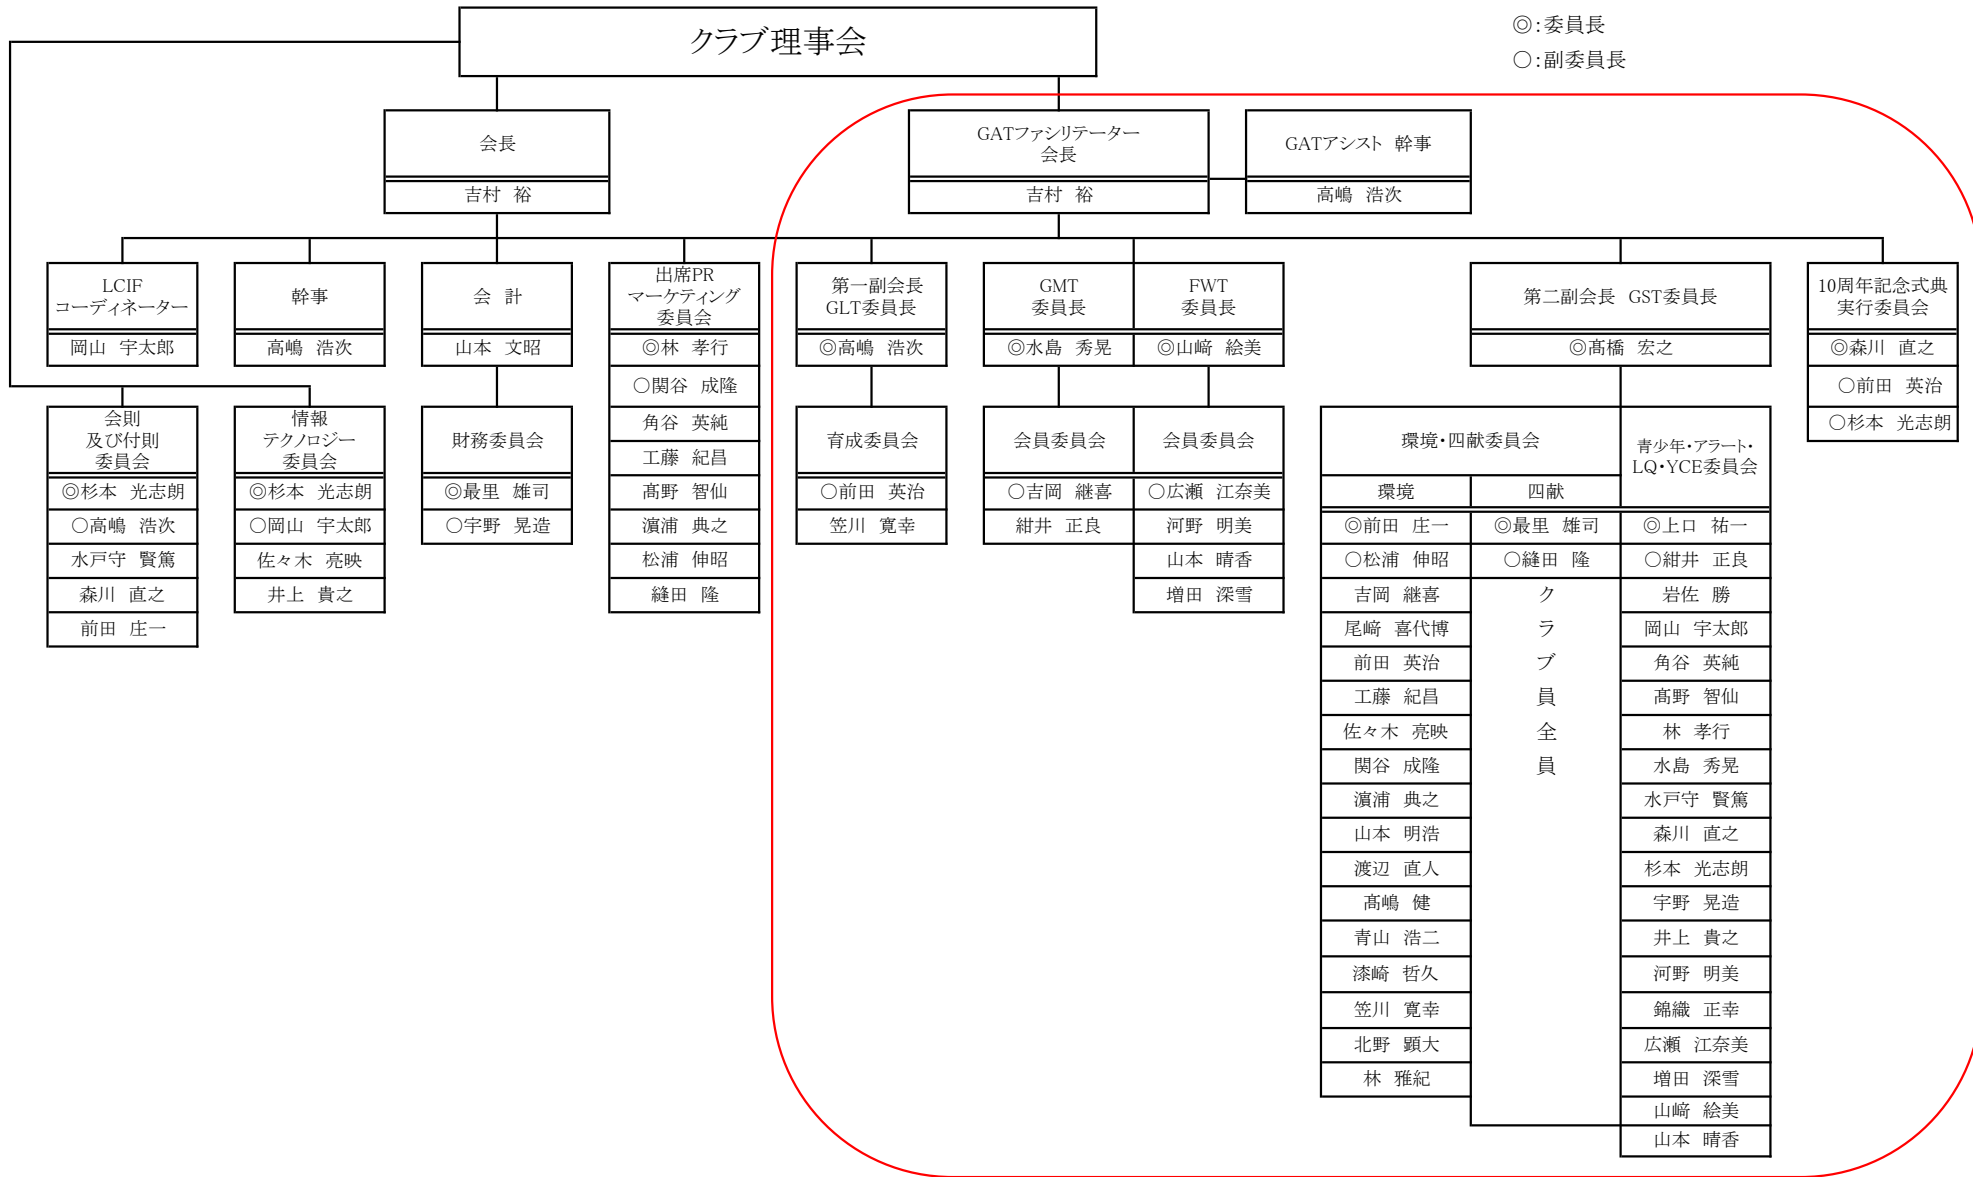 クラブ理事会
◎:委員長
○:副委員長
会長
吉村 裕
GATファシリテーター
会長
吉村 裕
GATアシスト 幹事
高嶋 浩次
LCIF
コーディネーター
岡山 宇太郎
幹事
高嶋 浩次
会 計
山本 文昭
出席PR
マーケティング
委員会
◎林 孝行
○関谷 成隆
角谷 英純
工藤 紀昌
髙野 智仙
濵浦 典之
松浦 伸昭
縫田 隆
第一副会長
GLT委員長
◎高嶋 浩次
GMT
委員長
◎水島 秀晃
FWT
委員長
◎山﨑 絵美
第二副会長 GST委員長
◎髙橋 宏之
10周年記念式典
実行委員会
◎森川 直之
○前田 英治
○杉本 光志朗
会則
及び付則
委員会
◎杉本 光志朗
○高嶋 浩次
水戸守 賢篤
森川 直之
前田 庄一
情報
テクノロジー
委員会
◎杉本 光志朗
○岡山 宇太郎
佐々木 亮映
井上 貴之
財務委員会
◎最里 雄司
○宇野 晃造
育成委員会
○前田 英治
笠川 寛幸
会員委員会
○吉岡 継喜
紺井 正良
会員委員会
○広瀬 江奈美
河野 明美
山本 晴香
増田 深雪
環境・四献委員会
環境
◎前田 庄一
○松浦 伸昭
吉岡 継喜
尾﨑 喜代博
前田 英治
工藤 紀昌
佐々木 亮映
関谷 成隆
濵浦 典之
山本 明浩
渡辺 直人
髙嶋 健
青山 浩二
漆崎 哲久
笠川 寛幸
北野 顕大
林 雅紀
四献
◎最里 雄司
○縫田 隆
ク
ラ
ブ
員
全
員
青少年・アラート・
LQ・YCE委員会
◎上口 祐一
○紺井 正良
岩佐 勝
岡山 宇太郎
角谷 英純
髙野 智仙
林 孝行
水島 秀晃
水戸守 賢篤
森川 直之
杉本 光志朗
宇野 晃造
井上 貴之
河野 明美
錦織 正幸
広瀬 江奈美
増田 深雪
山﨑 絵美
山本 晴香